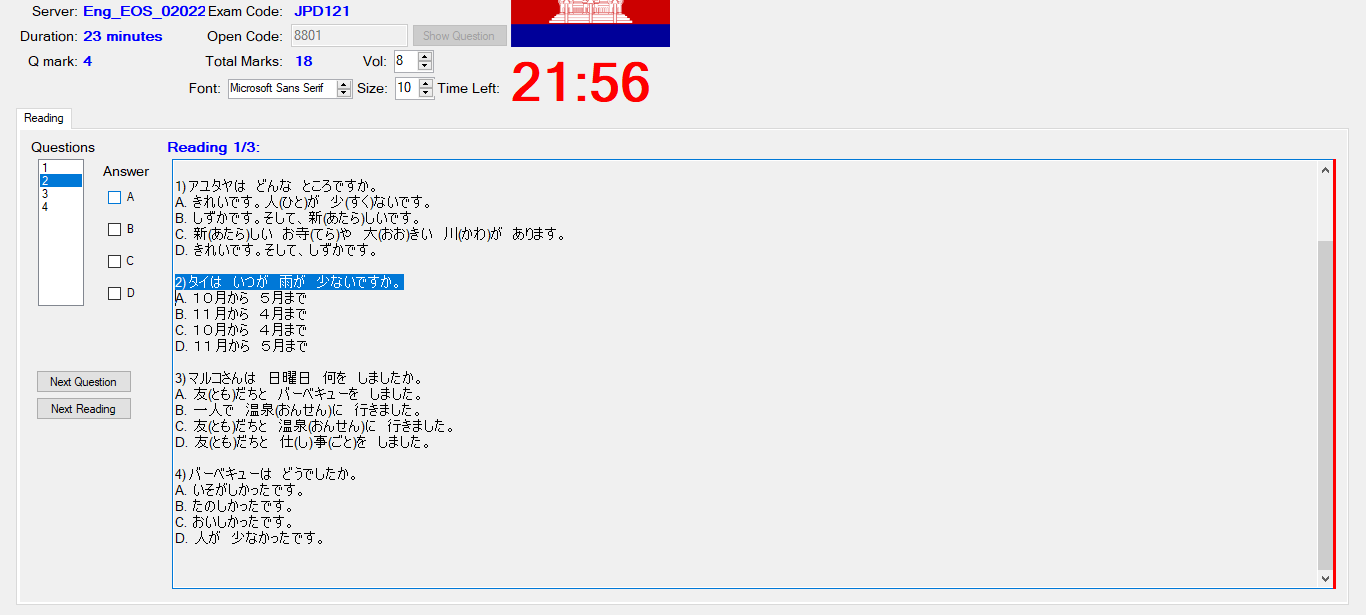 Server: Eng_EOS_02022 Exam Code: JPD121
Duration: 23 minutes Open Code: 8801 Show Question
Q mark: 4 Total Marks: 18 Vol: 8
Font: Microsoft Sans Serif Size: 10 Time Left: 21:56
Reading
Questions
1
2
3
4
Answer
A
B
C
D
Next Question
Next Reading
Reading 1/3:
1)アユタヤは　どんな　ところですか。
A. きれいです。人(ひと)が　少(すく)ないです。
B. しずかです。そして、新(あたら)しいです。
C. 新(あたら)しい　お寺(てら)や　大(おお)きい　川(かわ)が　あります。
D. きれいです。そして、しずかです。
2)タイは　いつが　雨が　少ないですか。
A. １０月から　５月まで
B. １１月から　４月まで
C. １０月から　４月まで
D. １１月から　５月まで
3)マルコさんは　日曜日　何を　しましたか。
A. 友(とも)だちと　バーベキューを　しました。
B. 一人で　温泉(おんせん)に　行きました。
C. 友(とも)だちと　温泉(おんせん)に　行きました。
D. 友(とも)だちと　仕(し)事(ごと)を　しました。
4)バーベキューは　どうでしたか。
A. いそがしかったです。
B. たのしかったです。
C. おいしかったです。
D. 人が　少なかったです。